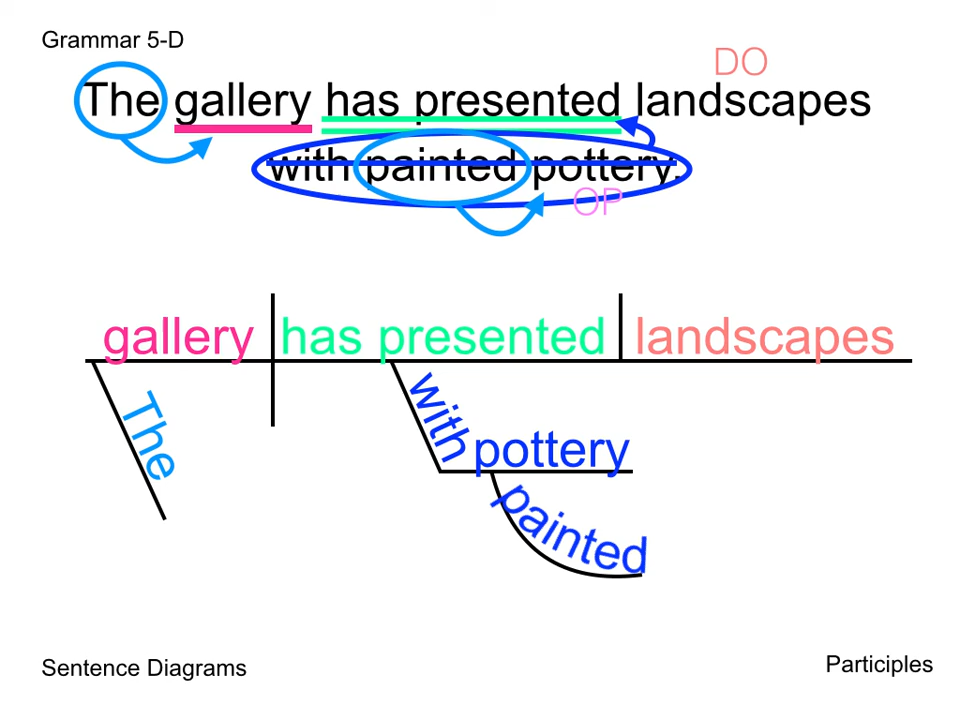 Grammar 5-D
DO
The gallery has presented landscapes
with painted pottery.
OP
gallery has presented landscapes
The
with
pottery
painted
Sentence Diagrams
Participles